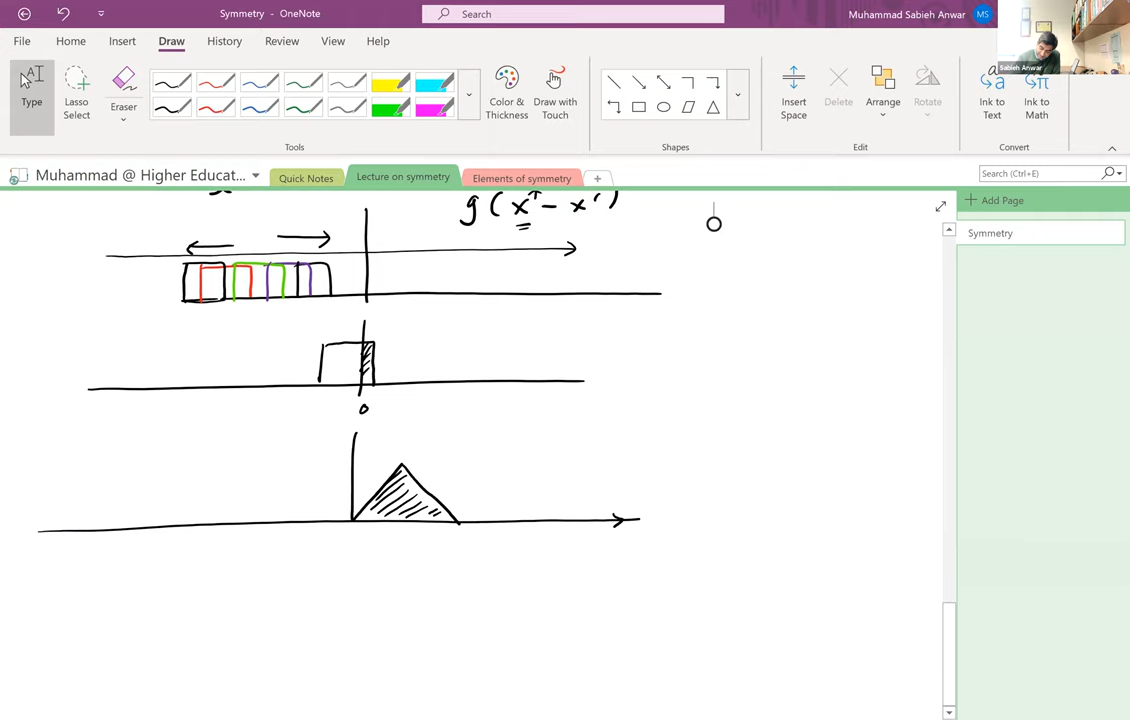 Symmetry - OneNote
Search
Muhammad Sabieh Anwar
MS
File Home Insert Draw History Review View Help
Sabieh Anwar
Type
Lasso Select
Eraser
Color & Thickness
Draw with Touch
Insert Space
Delete
Arrange
Rotate
Ink to Text
Ink to Math
Tools
Shapes
Edit
Convert
Muhammad @ Higher Educat...
Quick Notes
Lecture on symmetry
Elements of symmetry
+
Search (Ctrl+E)
Add Page
Symmetry
g(x - x')
0